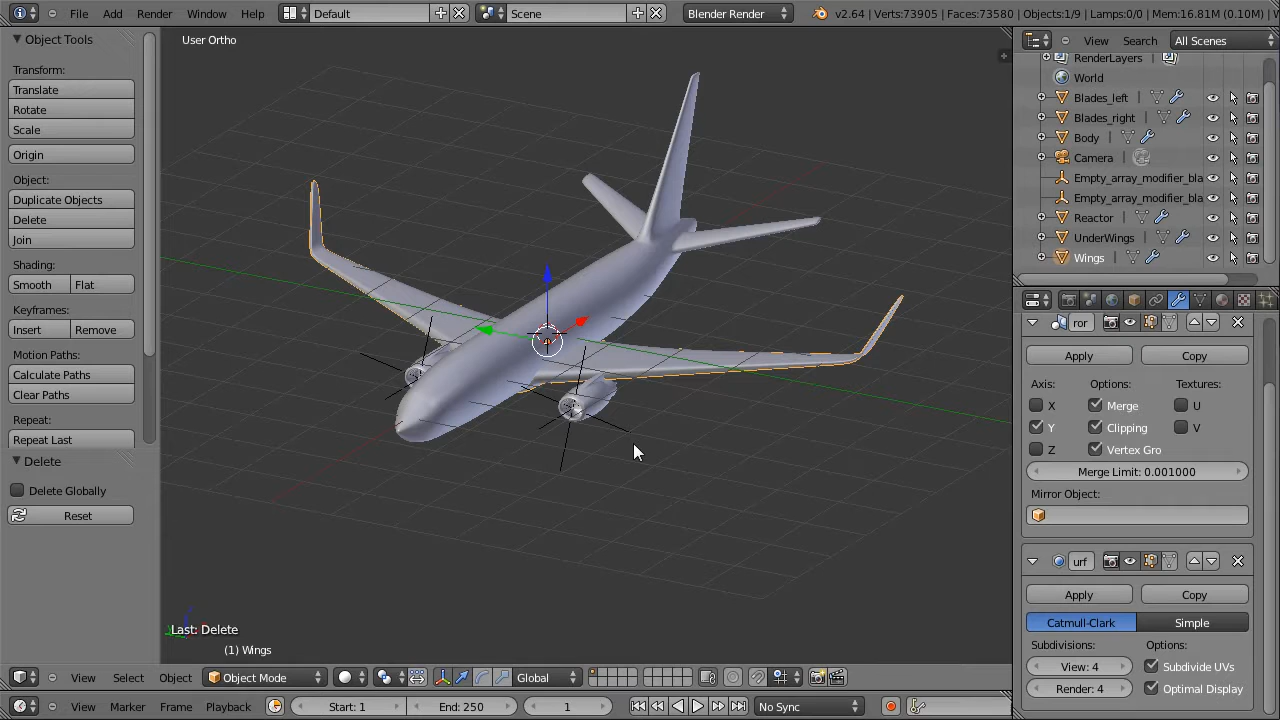 File Add Render Window Help Default Scene Blender Render v2.64 | Verts:73905 | Faces:73580 | Objects:1/9 | Lamps:0/0 | Mem:16.81M (0.10M) | W
Object Tools
Transform:
Translate
Rotate
Scale
Origin
Object:
Duplicate Objects
Delete
Join
Shading:
Smooth Flat
Keyframes:
Insert Remove
Motion Paths:
Calculate Paths
Clear Paths
Repeat:
Repeat Last
Delete
Delete Globally
Reset
User Ortho
Last: Delete
(1) Wings
View Select Object Object Mode Global
View Marker Frame Playback Start: 1 End: 250 1 No Sync
View Search All Scenes
RenderLayers
World
Blades_left
Blades_right
Body
Camera
Empty_array_modifier_bla
Empty_array_modifier_bla
Reactor
UnderWings
Wings
ror
Apply Copy
Axis: Options: Textures:
X Merge U
Y Clipping V
Z Vertex Gro
Merge Limit: 0.001000
Mirror Object:
urf
Apply Copy
Catmull-Clark Simple
Subdivisions: Options:
View: 4 Subdivide UVs
Render: 4 Optimal Display